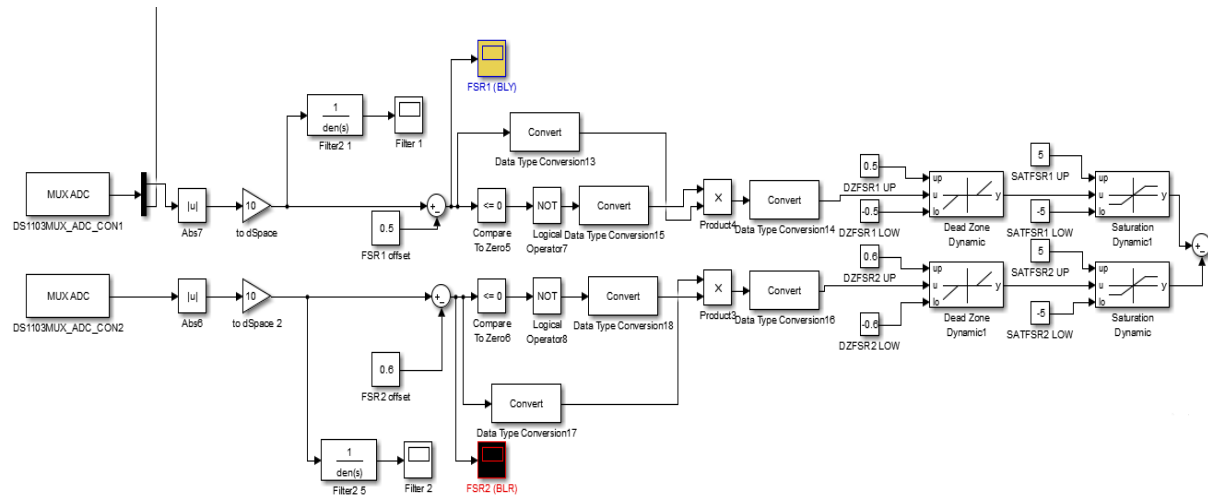 FSR1 (BLY)
1
den(s)
Filter2 1
Filter 1
Convert
Data Type Conversion13
MUX ADC
DS1103MUX_ADC_CON1
|u|
Abs7
10
to dSpace
+
-
0.5
FSR1 offset
<= 0
Compare
To Zero5
NOT
Logical
Operator7
Convert
Data Type Conversion15
X
Product4
Convert
Data Type Conversion14
0.5
DZFSR1 UP
-0.5
DZFSR1 LOW
up
u
lo
y
Dead Zone
Dynamic
5
SATFSR1 UP
-5
SATFSR1 LOW
up
u
lo
y
Saturation
Dynamic1
+
-
MUX ADC
DS1103MUX_ADC_CON2
|u|
Abs6
10
to dSpace 2
+
-
0.6
FSR2 offset
<= 0
Compare
To Zero6
NOT
Logical
Operator8
Convert
Data Type Conversion18
X
Product3
Convert
Data Type Conversion16
0.6
DZFSR2 UP
-0.6
DZFSR2 LOW
up
u
lo
y
Dead Zone
Dynamic1
5
SATFSR2 UP
-5
SATFSR2 LOW
up
u
lo
y
Saturation
Dynamic
Convert
Data Type Conversion17
1
den(s)
Filter2 5
Filter 2
FSR2 (BLR)